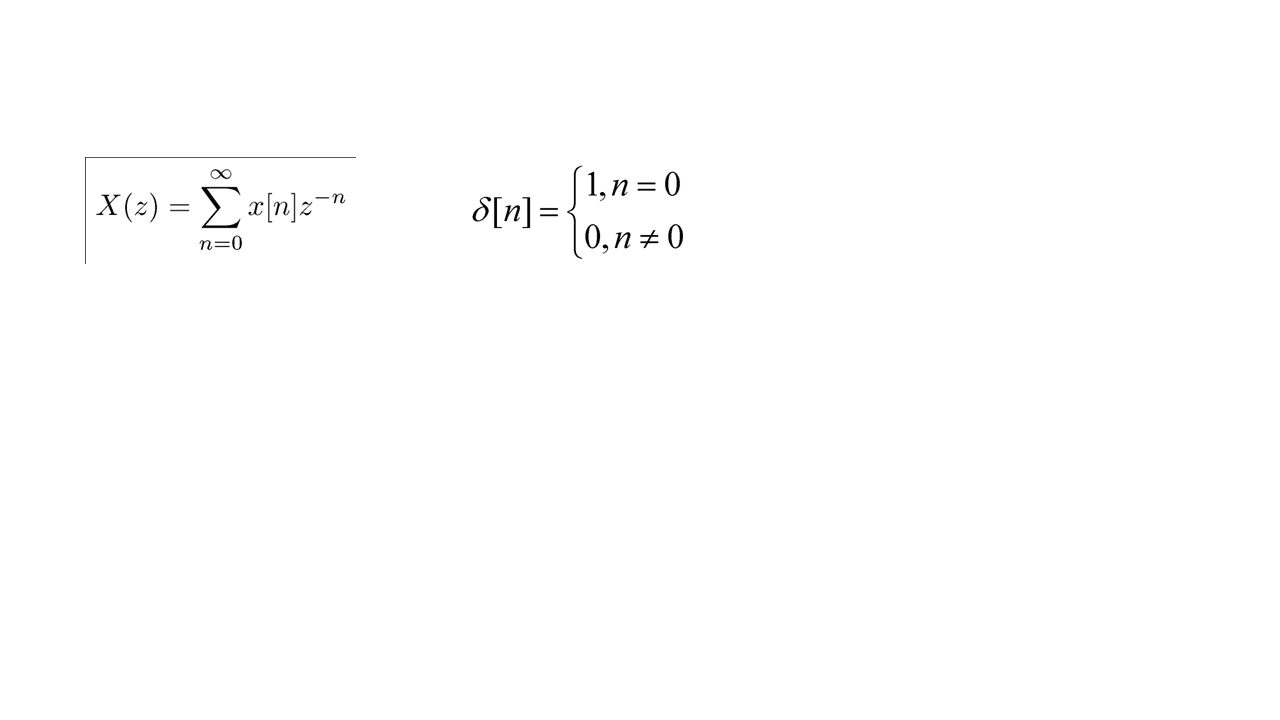 X(z) = ∑_{n=0}^{∞} x[n]z^{−n}
δ[n] = {1, n = 0
0, n ≠ 0